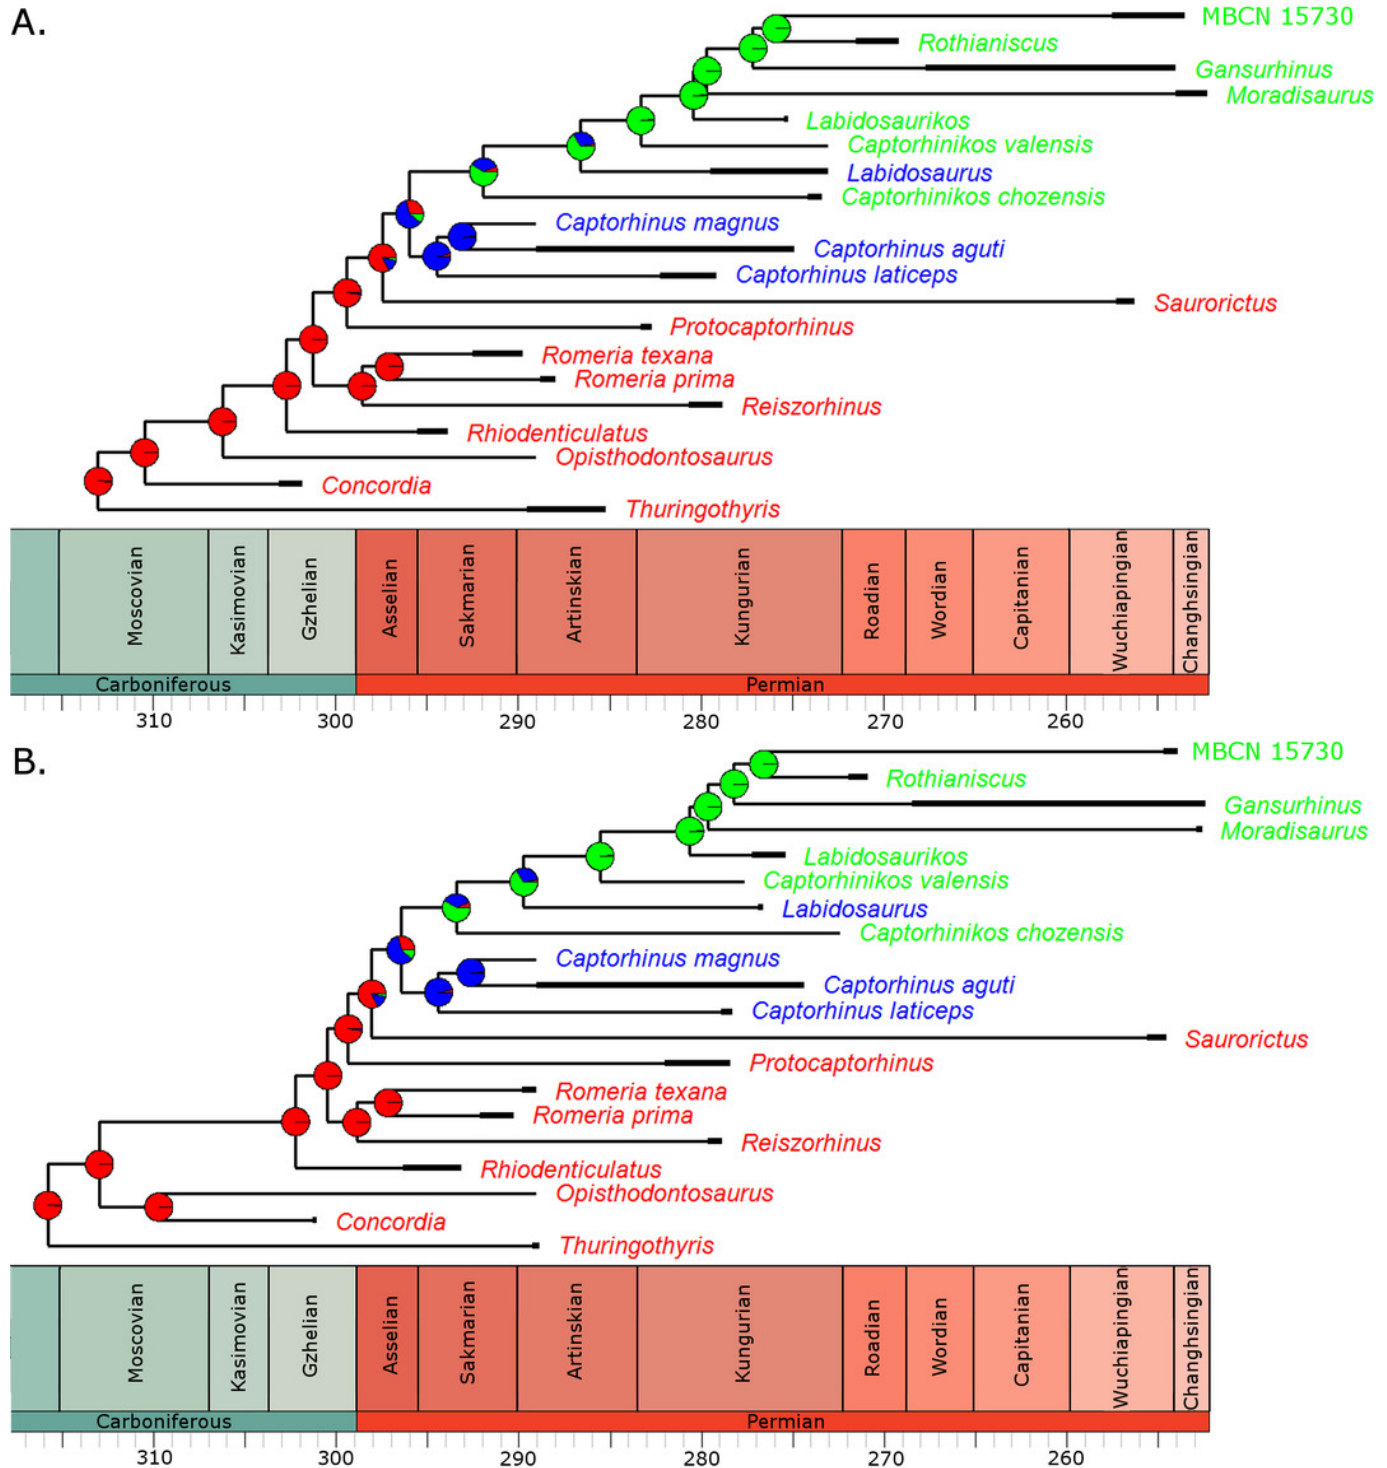 A.
MBCN 15730
Rothianiscus
Gansurhinus
Moradisaurus
Labidosaurikos
Captorhinikos valensis
Labidosaurus
Captorhinikos chozensis
Captorhinus magnus
Captorhinus aguti
Captorhinus laticeps
Saurorictus
Protocaptorhinus
Romeria texana
Romeria prima
Reiszorhinus
Rhiodenticulatus
Opisthodontosaurus
Concordia
Thuringothyris
Moscovian
Kasimovian
Gzhelian
Asselian
Sakmarian
Artinskian
Kungurian
Roadian
Wordian
Capitanian
Wuchiapingian
Changhsingian
Carboniferous Permian
310 300 290 280 270 260
B.
MBCN 15730
Rothianiscus
Gansurhinus
Moradisaurus
Labidosaurikos
Captorhinikos valensis
Labidosaurus
Captorhinikos chozensis
Captorhinus magnus
Captorhinus aguti
Captorhinus laticeps
Saurorictus
Protocaptorhinus
Romeria texana
Romeria prima
Reiszorhinus
Rhiodenticulatus
Opisthodontosaurus
Concordia
Thuringothyris
Moscovian
Kasimovian
Gzhelian
Asselian
Sakmarian
Artinskian
Kungurian
Roadian
Wordian
Capitanian
Wuchiapingian
Changhsingian
Carboniferous Permian
310 300 290 280 270 260